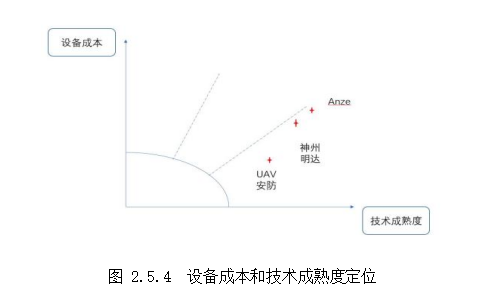 设备成本
Anze
神州
明达
UAV
安防
技术成熟度
图 2.5.4 设备成本和技术成熟度定位